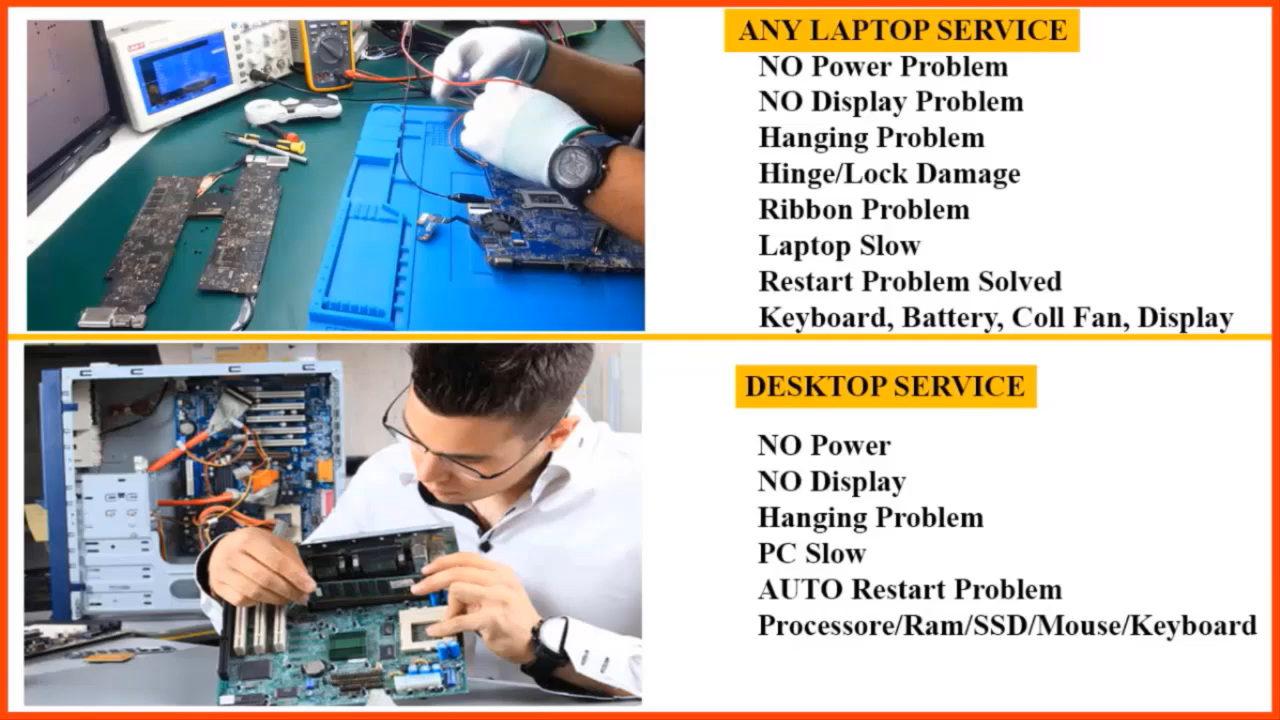 ANY LAPTOP SERVICE
NO Power Problem
NO Display Problem
Hanging Problem
Hinge/Lock Damage
Ribbon Problem
Laptop Slow
Restart Problem Solved
Keyboard, Battery, Coll Fan, Display
DESKTOP SERVICE
NO Power
NO Display
Hanging Problem
PC Slow
AUTO Restart Problem
Processore/Ram/SSD/Mouse/Keyboard